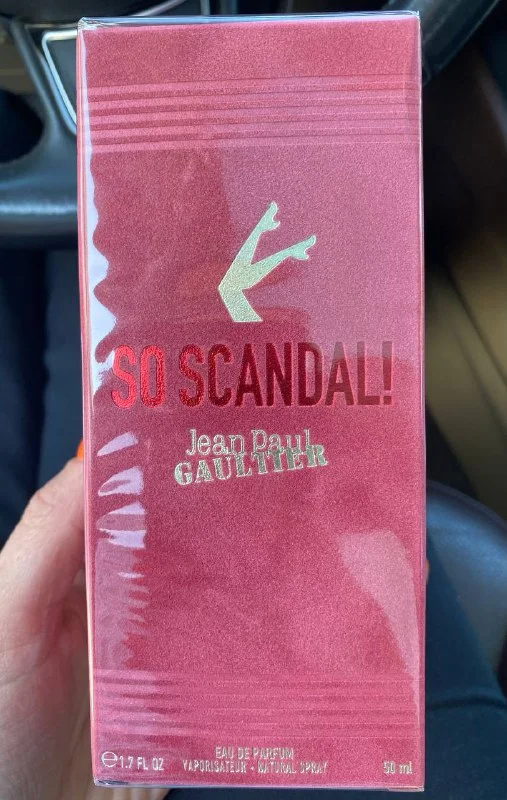 SO SCANDAL!
Jean Paul
GAULTIER
EAU DE PARFUM
℮1.7 FL OZ VAPORISATEUR - NATURAL SPRAY 50 ml